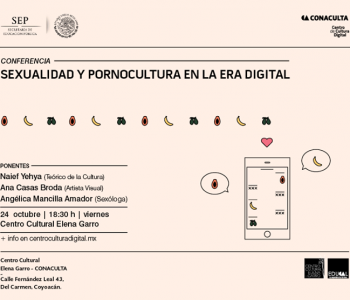 SEP
SECRETARÍA DE
EDUCACIÓN PÚBLICA
CONACULTA
Centro
de Cultura
Digital
CONFERENCIA
SEXUALIDAD Y PORNOCULTURA EN LA ERA DIGITAL
PONENTES
Naief Yehya (Teórico de la Cultura)
Ana Casas Broda (Artista Visual)
Angélica Mancilla Amador (Sexóloga)
24 octubre | 18:30 h | viernes
Centro Cultural Elena Garro
+ info en centroculturadigital.mx
xxx
xxx
xxx
Centro Cultural
Elena Garro - CONACULTA
-
Calle Fernández Leal 43,
Del Carmen, Coyoacán.
EDUCAL